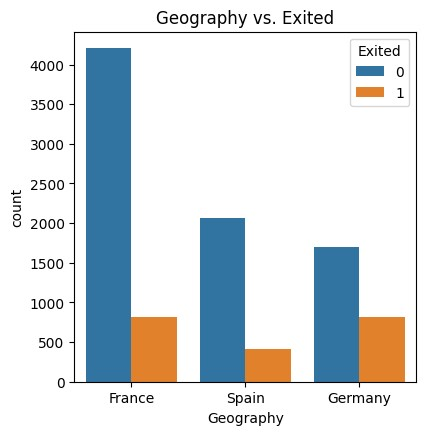 Geography vs. Exited
Exited
0
1
4000
3500
3000
2500
2000
1500
1000
500
0
count
France Spain Germany
Geography